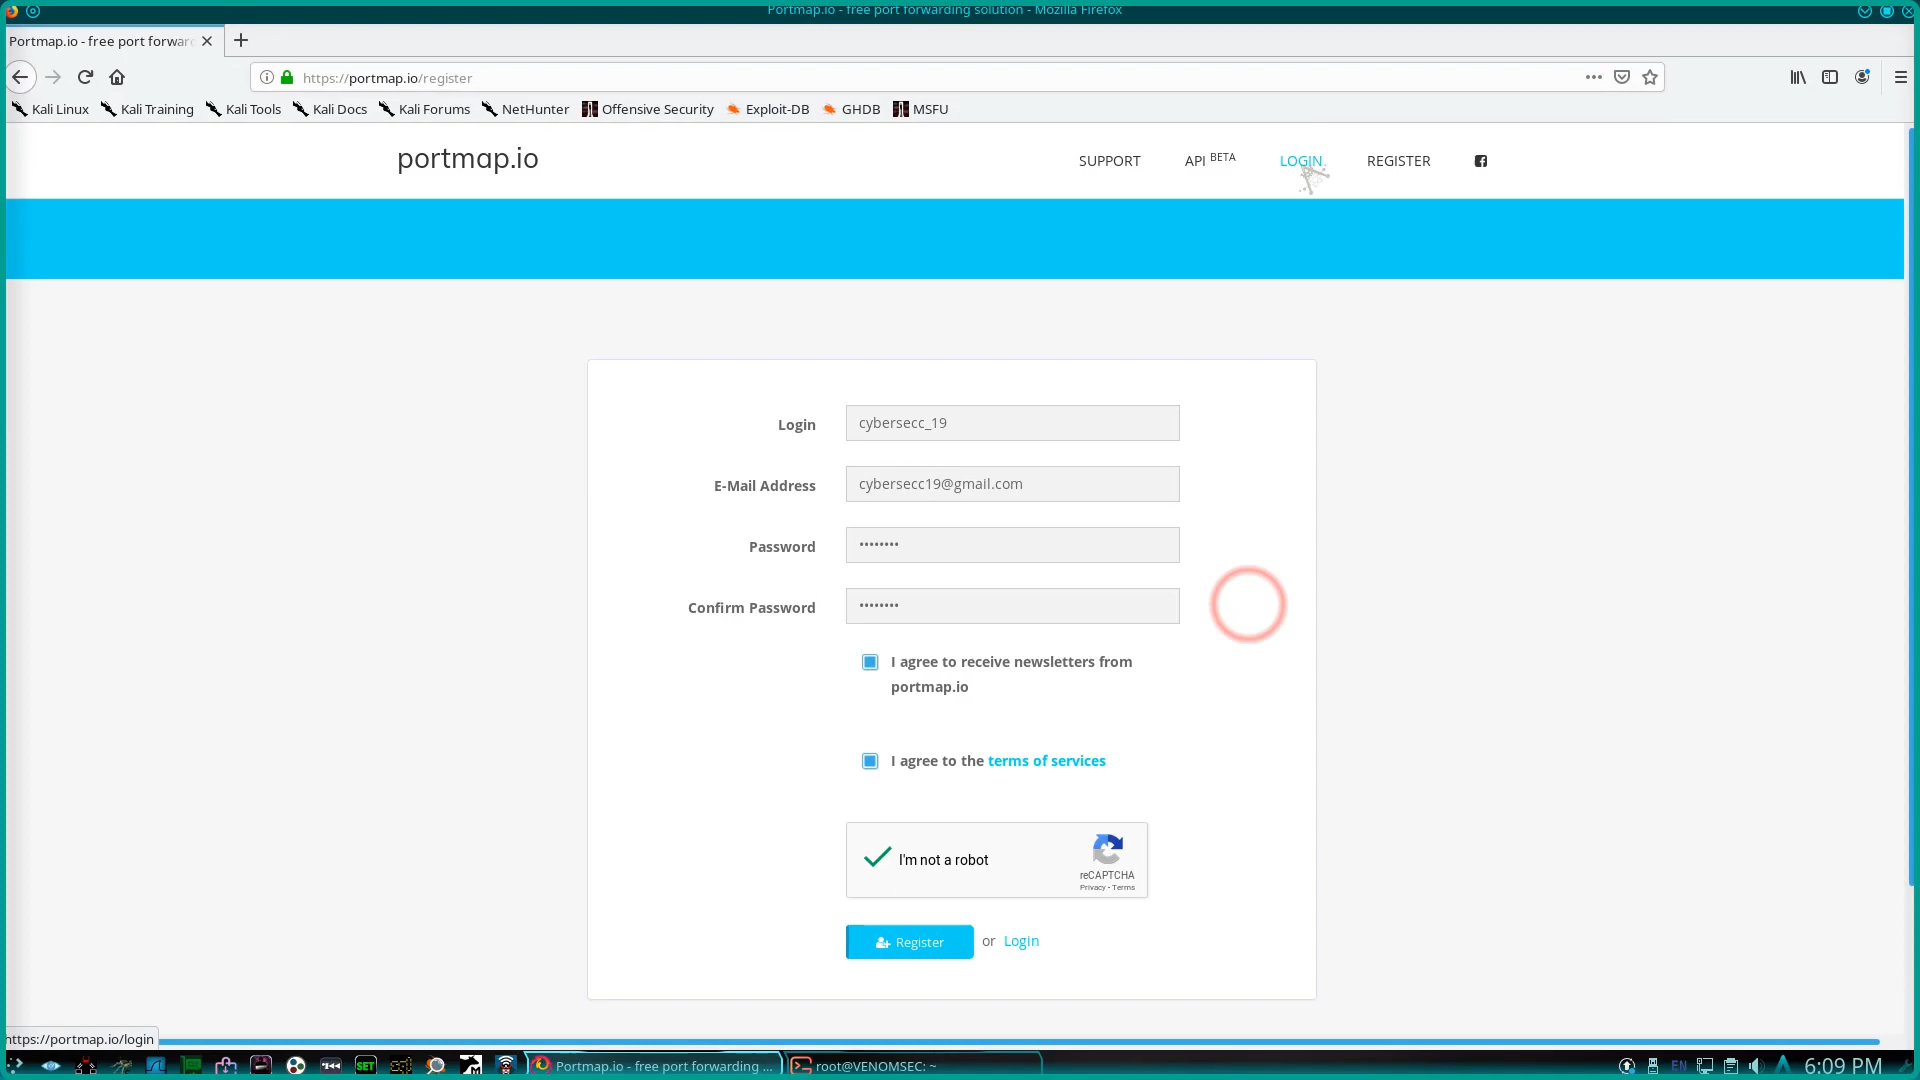 Portmap.io - free port forwarding solution - Mozilla Firefox
Portmap.io - free port forwar
https://portmap.io/register
Kali Linux Kali Training Kali Tools Kali Docs Kali Forums NetHunter Offensive Security Exploit-DB GHDB MSFU
portmap.io SUPPORT API BETA LOGIN REGISTER
Login cybersecc_19
E-Mail Address cybersecc19@gmail.com
Password ••••••••
Confirm Password ••••••••
I agree to receive newsletters from
portmap.io
I agree to the terms of services
I'm not a robot
reCAPTCHA
Privacy - Terms
Register or Login
https://portmap.io/login
SET Portmap.io - free port forwarding ... root@VENOMSEC: ~ EN 6:09 PM